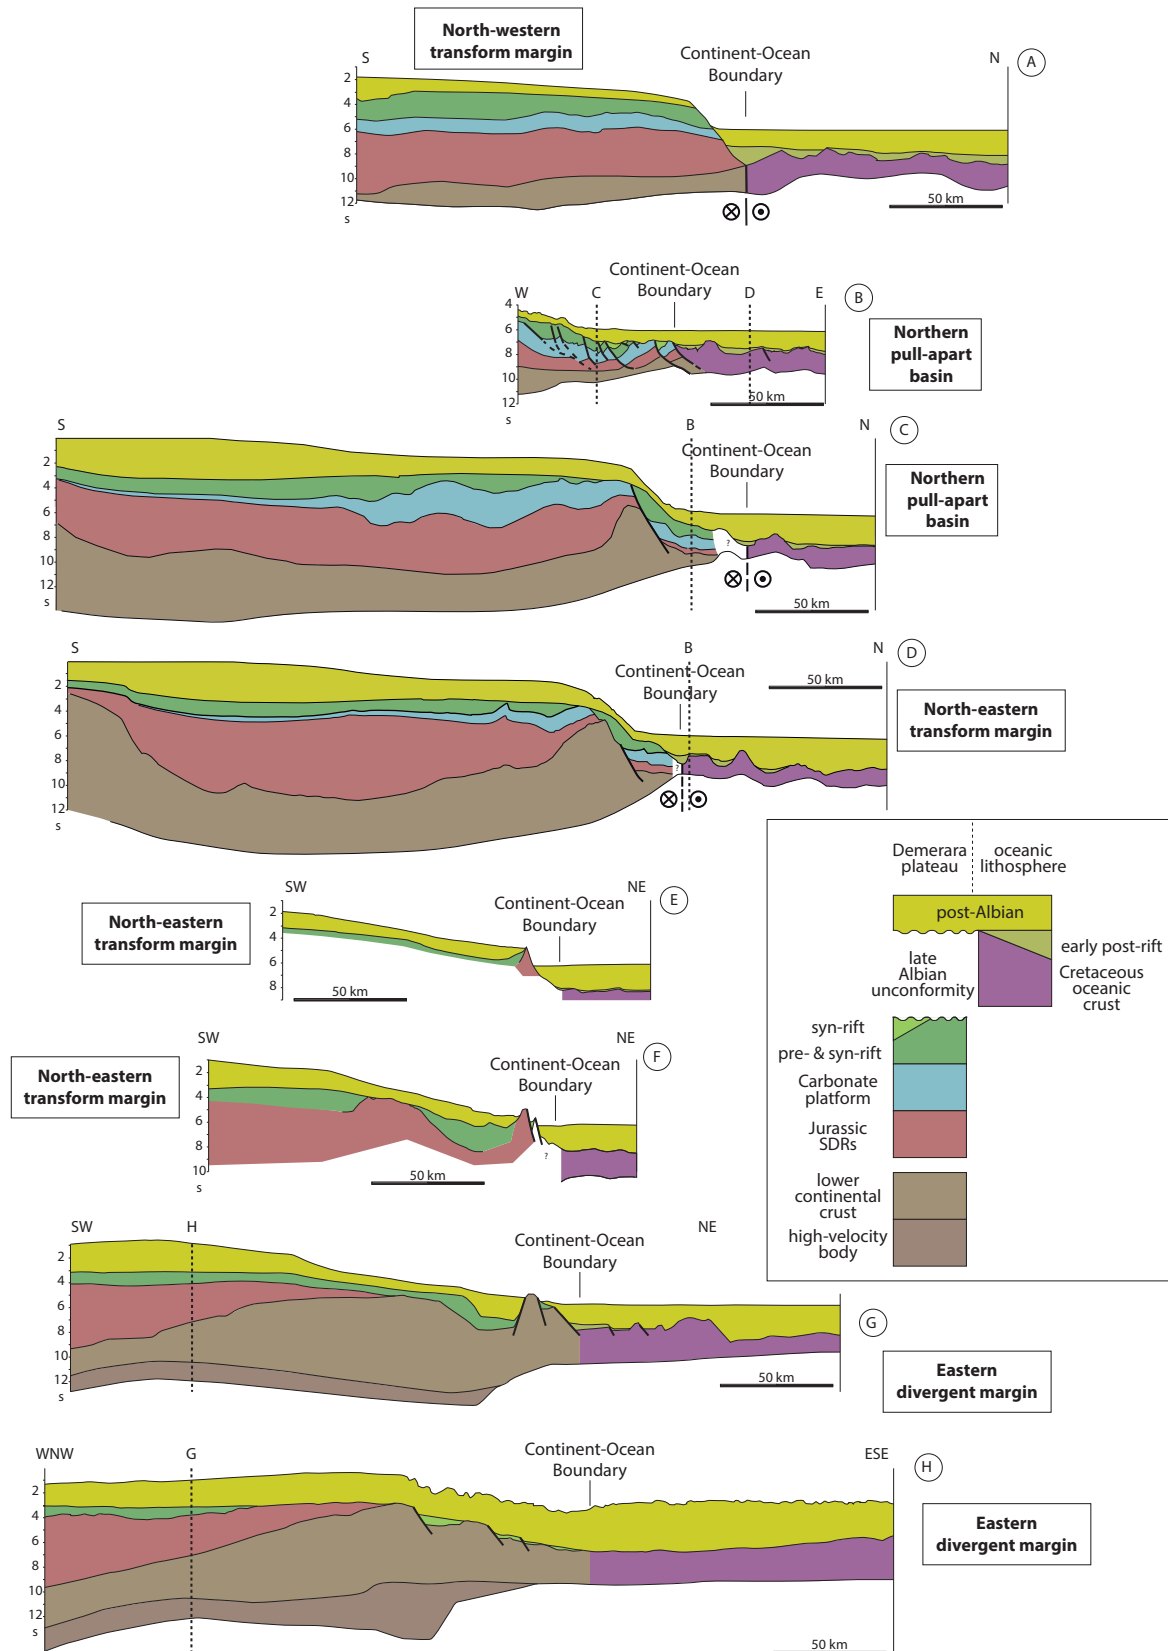 North-western
transform margin
S
Continent-Ocean
Boundary
N
A
2
4
6
8
10
12
s
50 km
Continent-Ocean
Boundary
W
C
D
E
B
4
6
8
10
12
s
50 km
Northern
pull-apart
basin
S
B
N
C
Continent-Ocean
Boundary
2
4
6
8
10
12
s
?
50 km
Northern
pull-apart
basin
S
B
N
D
Continent-Ocean
Boundary
50 km
2
4
6
8
10
12
s
?
North-eastern
transform margin
SW
NE
E
Continent-Ocean
Boundary
2
4
6
8
50 km
North-eastern
transform margin
SW
NE
F
Continent-Ocean
Boundary
2
4
6
8
10
s
?
50 km
North-eastern
transform margin
Demerara
plateau
oceanic
lithosphere
post-Albian
late
Albian
unconformity
early post-rift
Cretaceous
oceanic
crust
syn-rift
pre- & syn-rift
Carbonate
platform
Jurassic
SDRs
lower
continental
crust
high-velocity
body
SW
H
NE
Continent-Ocean
Boundary
G
2
4
6
8
10
12
s
50 km
Eastern
divergent margin
WNW
G
Continent-Ocean
Boundary
ESE
H
2
4
6
8
10
12
s
50 km
Eastern
divergent margin